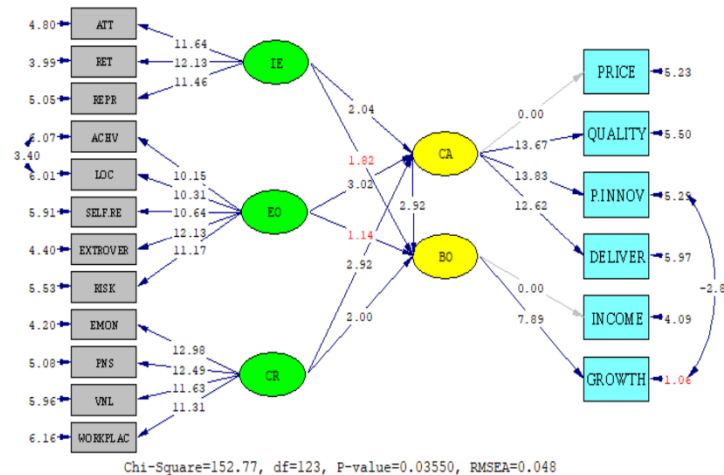 4.80 ATT
3.99 RET
5.05 REPR
6.07 ACHV
3.40
6.01 LOC
5.91 SELF.RE
4.40 EXTROVER
5.53 RISK
4.20 EMON
5.08 PNS
5.96 VNL
6.16 WORKPLAC
11.64
12.13
11.46
10.15
10.31
10.64
12.13
11.17
12.98
12.49
11.63
11.31
IE
EO
CR
2.04
1.82
3.02
1.14
2.92
2.00
CA
2.92
BO
0.00
13.67
13.83
12.62
0.00
7.89
PRICE 5.23
QUALITY 5.50
P.INNOV 5.29
DELIVER 5.97
INCOME 4.09
GROWTH 1.06
-2.8
Chi-Square=152.77, df=123, P-value=0.03550, RMSEA=0.048